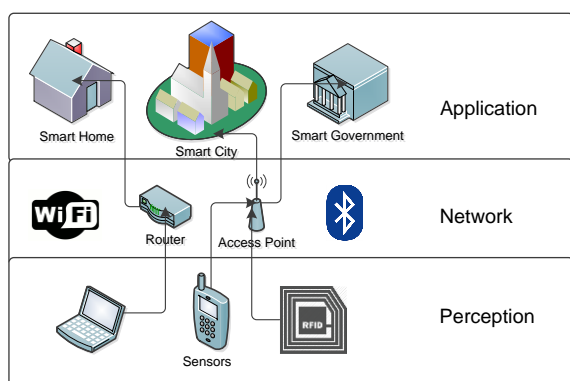 Smart Home
Smart City
Smart Government
Application
WiFi
Router
Access Point
Network
Sensors
RFID
Perception